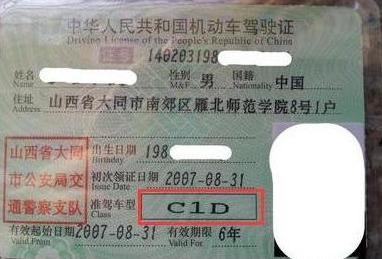 中华人民共和国机动车驾驶证
Driving License of the People's Republic of China
证号 140203198
姓名 性别 男 国籍 中国
Name M&F Nationality
住址 山西省大同市南郊区雁北师范学院8号1户
Address
山西省大同
市公安局交
通警察支队
出生日期 198
Birthday
初次领证日期 2007-08-31
Issue Date
准驾车型 C1D
Class
有效起始日期 2007-08-31 有效期限 6年
Valid From Valid For